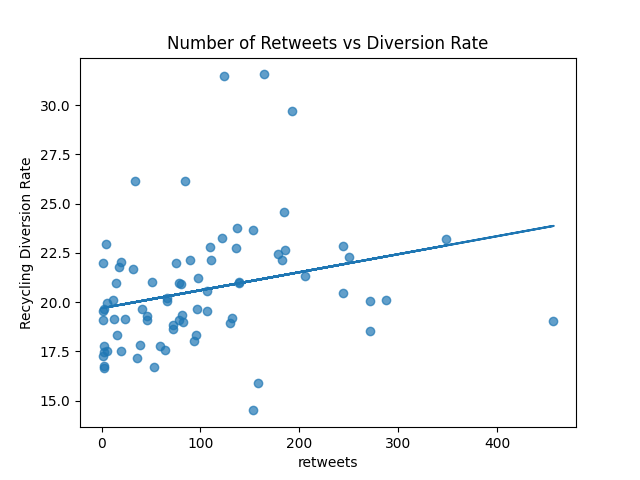 Number of Retweets vs Diversion Rate
Recycling Diversion Rate
30.0
27.5
25.0
22.5
20.0
17.5
15.0
0 100 200 300 400
retweets